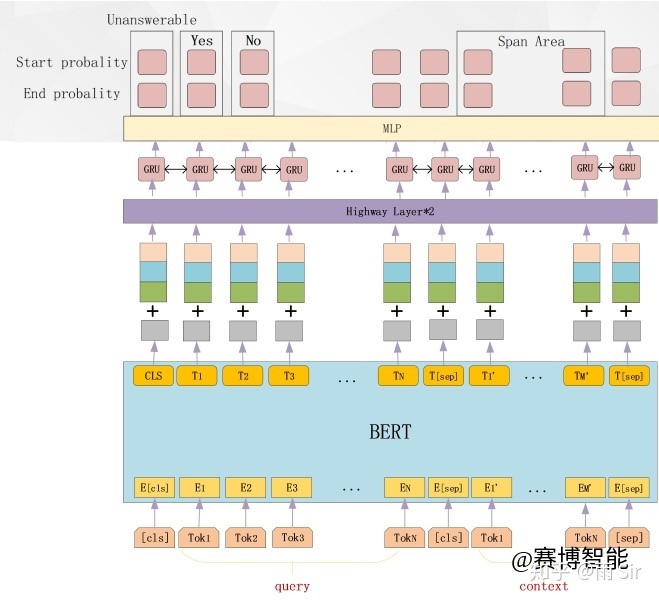 Unanswerable
Yes No Span Area
Start probality
End probality
MLP
GRU GRU GRU GRU ... GRU GRU GRU ... GRU GRU
Highway Layer*2
+ + + + + + + + +
CLS T1 T2 T3 ... TN T[sep] T1' ... TM' T[sep]
BERT
E[cls] E1 E2 E3 ... EN E[sep] E1' ... EM' E[sep]
[cls] Tok1 Tok2 Tok3 TokN [cls] Tok1 TokN [sep]
@赛博智能
知乎 @雨 Sir
query context